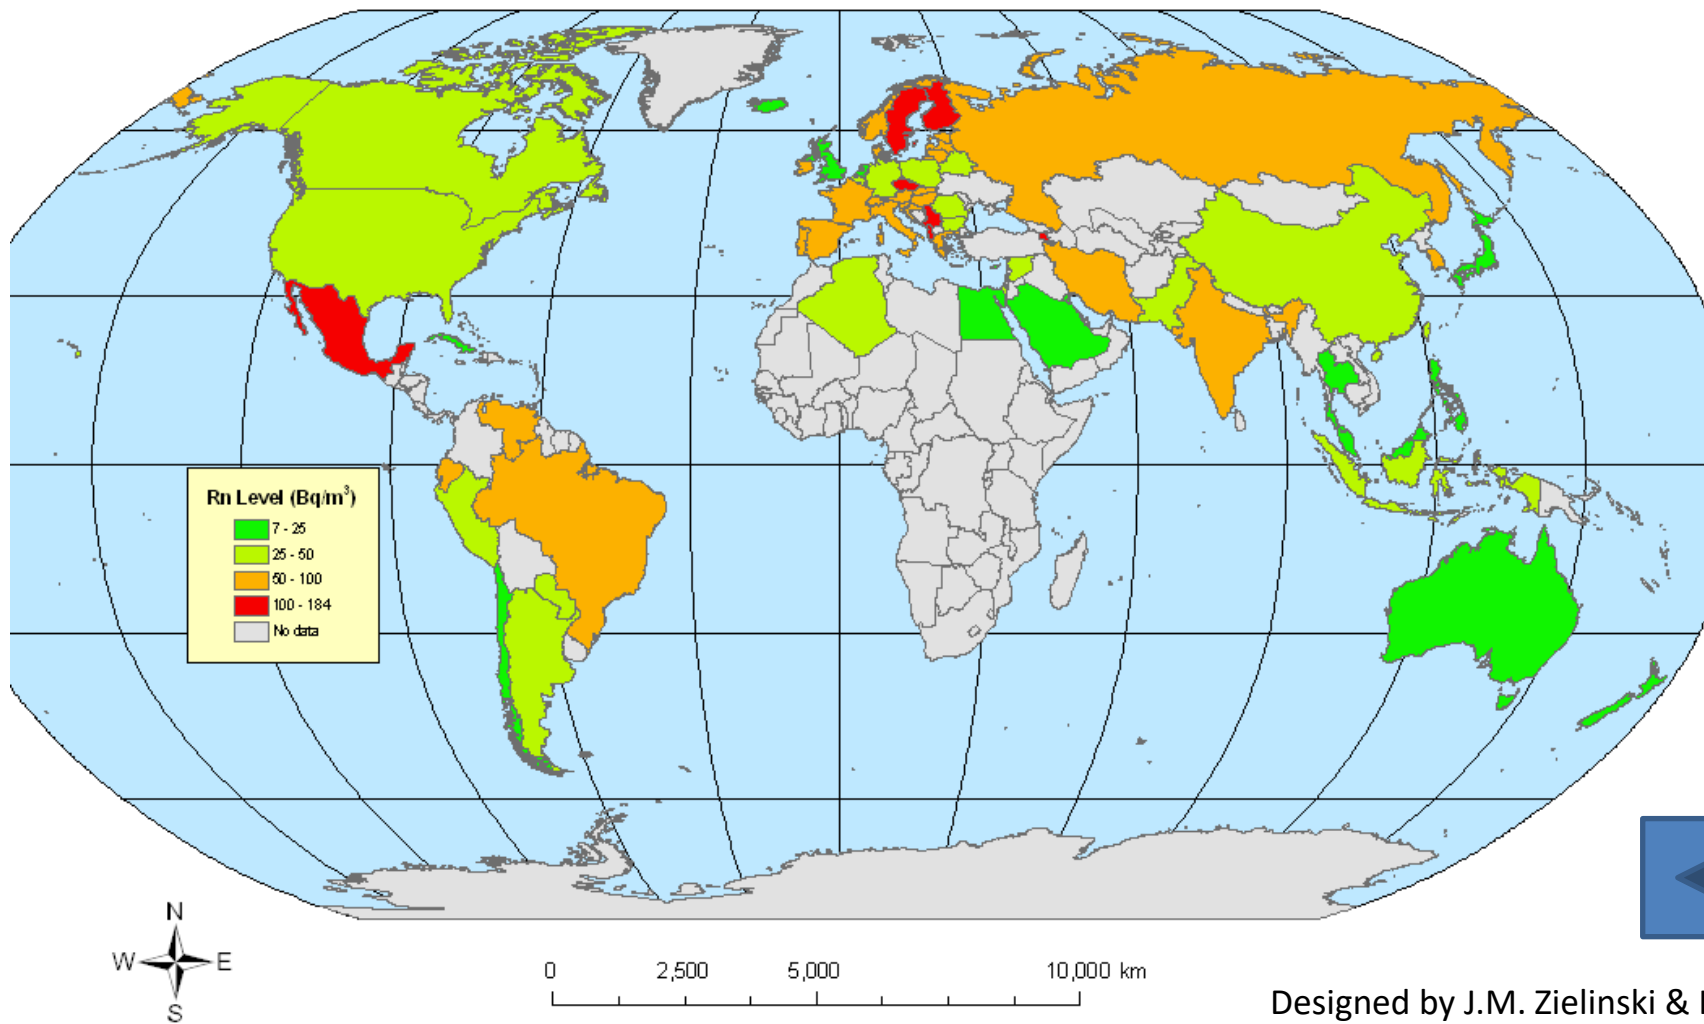 Rn Level (Bq/m³)
7 - 25
25 - 50
50 - 100
100 - 184
No data
N
W E
S
0 2,500 5,000 10,000 km
Designed by J.M. Zielinski &